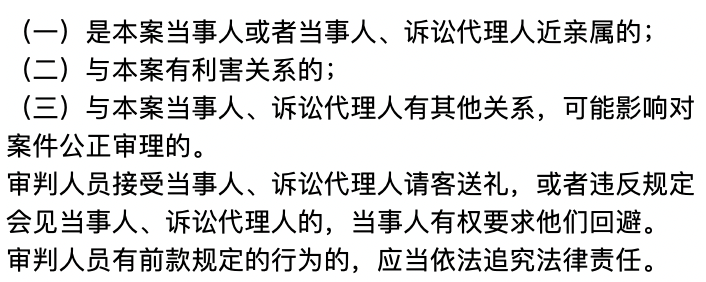 （一）是本案当事人或者当事人、诉讼代理人近亲属的；
（二）与本案有利害关系的；
（三）与本案当事人、诉讼代理人有其他关系，可能影响对
案件公正审理的。
审判人员接受当事人、诉讼代理人请客送礼，或者违反规定
会见当事人、诉讼代理人的，当事人有权要求他们回避。
审判人员有前款规定的行为的，应当依法追究法律责任。